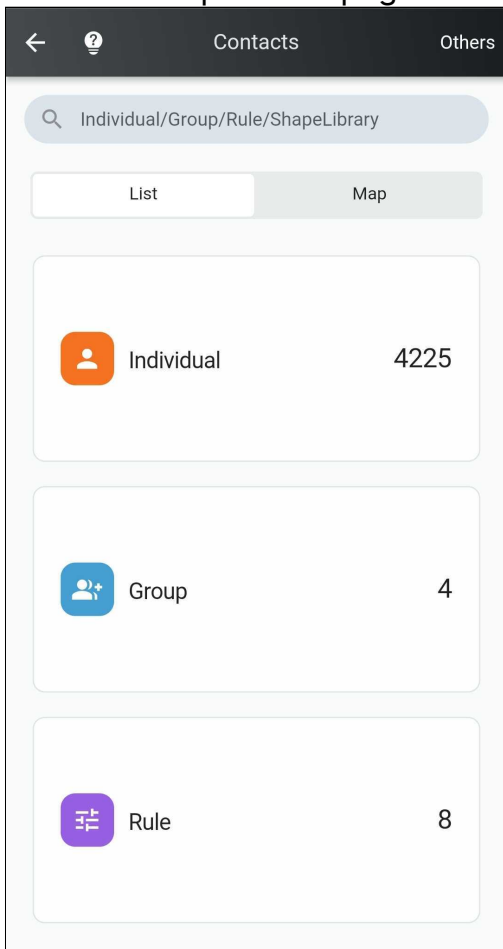 Contacts
Others
Individual/Group/Rule/ShapeLibrary
List
Map
Individual
4225
Group
4
Rule
8